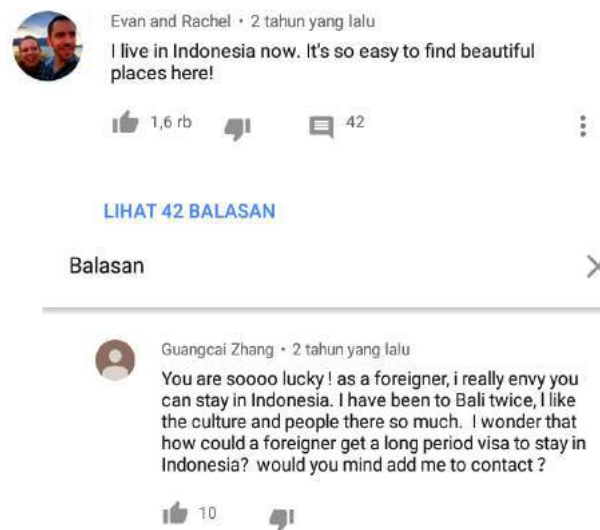 Evan and Rachel • 2 tahun yang lalu
I live in Indonesia now. It's so easy to find beautiful
places here!
1,6 rb 42
LIHAT 42 BALASAN
Balasan
Guangcai Zhang • 2 tahun yang lalu
You are soooo lucky ! as a foreigner, i really envy you
can stay in Indonesia. I have been to Bali twice, I like
the culture and people there so much.  I wonder that
how could a foreigner get a long period visa to stay in
Indonesia?  would you mind add me to contact ?
10